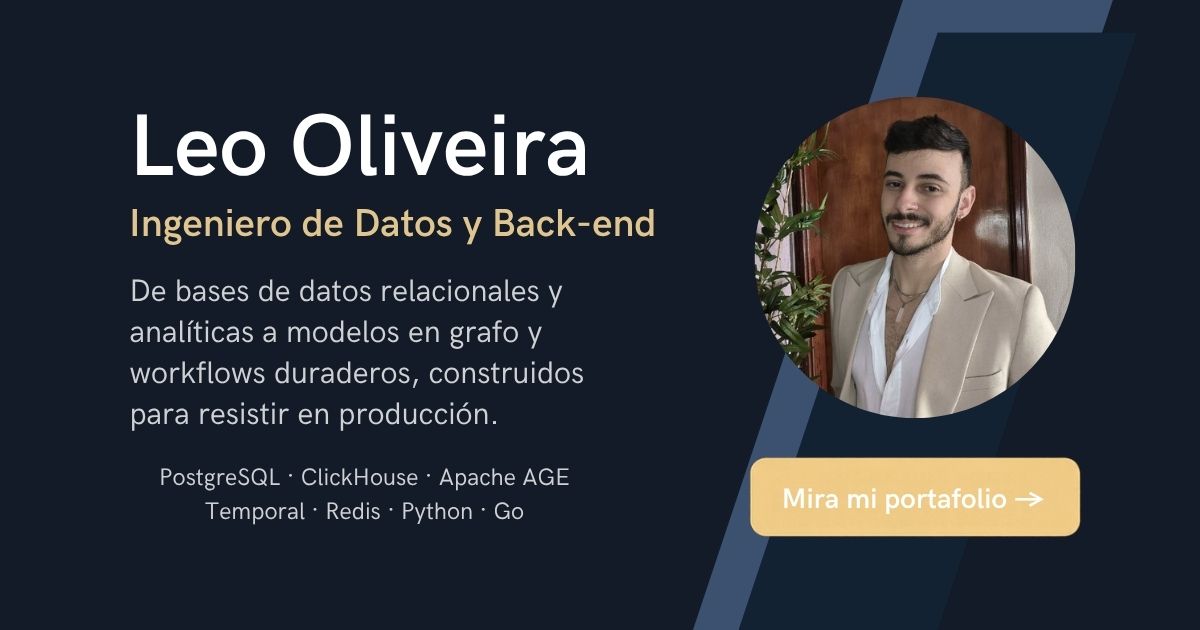 Leo Oliveira
Ingeniero de Datos y Back-end
De bases de datos relacionales y
analíticas a modelos en grafo y
workflows duraderos, construidos
para resistir en producción.
PostgreSQL · ClickHouse · Apache AGE
Temporal · Redis · Python · Go
Mira mi portafolio →